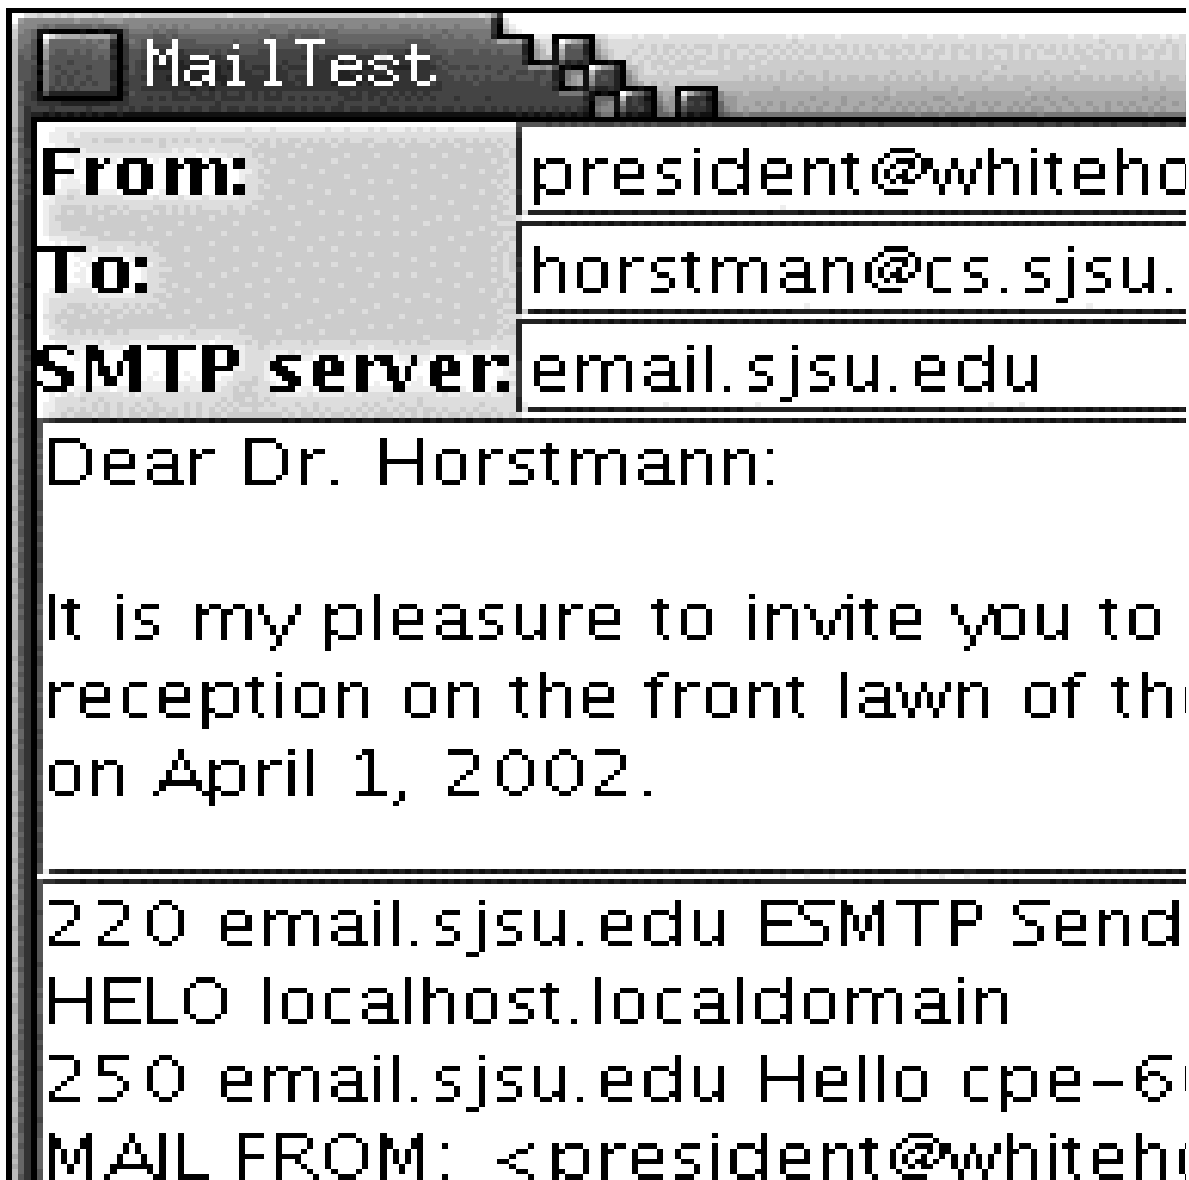 MailTest
From: president@whiteho
To: horstman@cs.sjsu.
SMTP server: email.sjsu.edu
Dear Dr. Horstmann:
It is my pleasure to invite you to
reception on the front lawn of the
on April 1, 2002.
220 email.sjsu.edu ESMTP Send
HELO localhost.localdomain
250 email.sjsu.edu Hello cpe-6
MAIL FROM: <president@whiteho